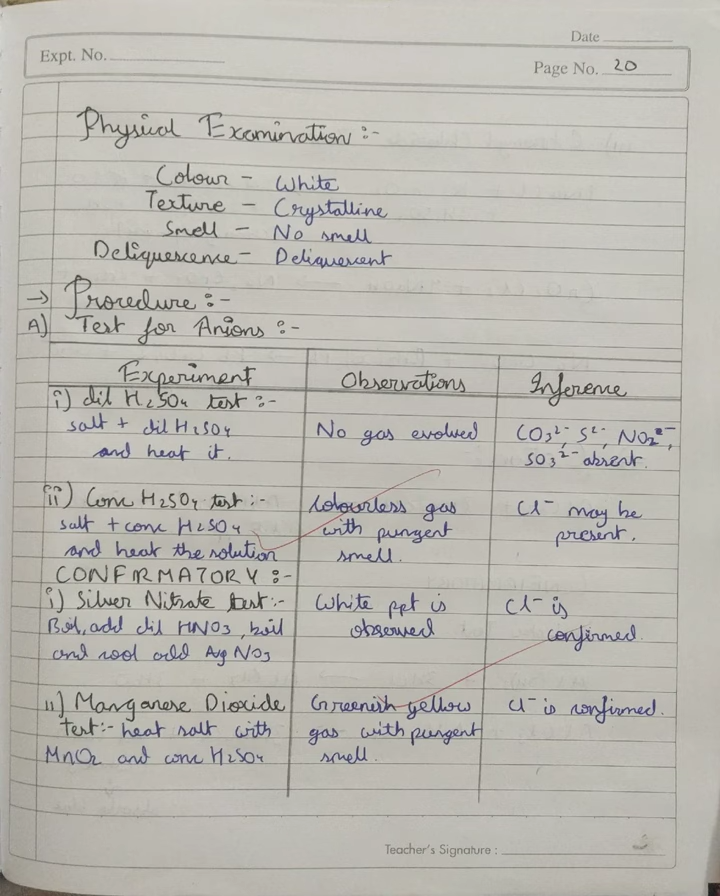 Date
Expt. No.
Page No. 20
Physical Examination :-
Colour - White
Texture - Crystalline
Smell - No smell
Deliquescence - Deliquescent
→ Procedure :-
A) Test for Anions :-
Experiment Observations Inference
i) dil H2SO4 test :-
salt + dil H2SO4 No gas evolved CO3²⁻, S²⁻, NO2²⁻,
and heat it. SO3²⁻ absent.
ii) Conc H2SO4 test :- Colourless gas Cl⁻ may be
salt + conc H2SO4 with pungent present.
and heat the solution smell.
CONFIRMATORY :-
i) Silver Nitrate test :- White ppt is Cl⁻ is
Boil, add dil HNO3, boil observed confirmed.
and cool add AgNO3
ii) Manganese Dioxide Greenish yellow Cl⁻ is confirmed.
test :- heat salt with gas with pungent
MnO2 and conc H2SO4 smell.
Teacher's Signature :